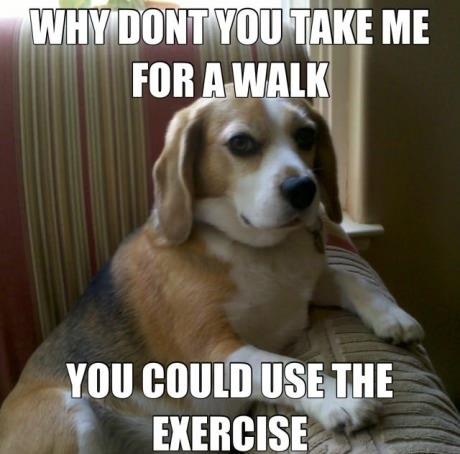 WHY DONT YOU TAKE ME
FOR A WALK
YOU COULD USE THE
EXERCISE